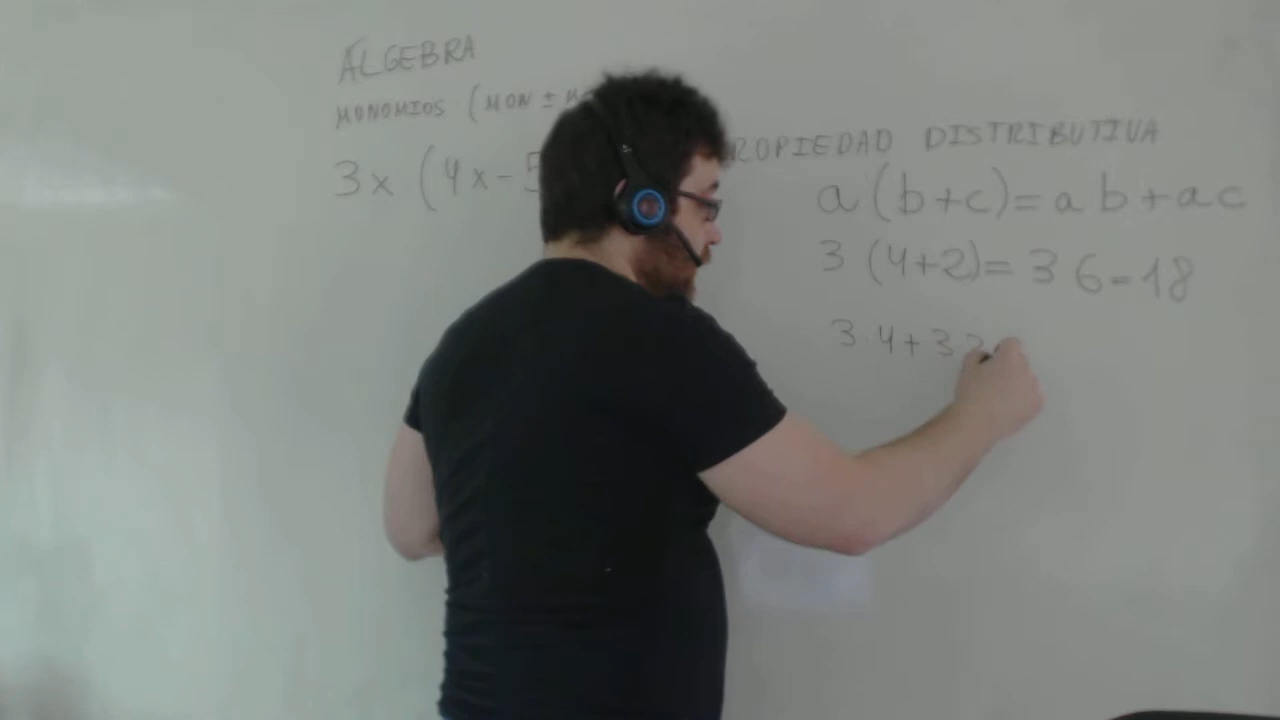 ÁLGEBRA
MONOMIOS (MON ±
3x (4x-5
ROPIEDAD DISTRIBUTIVA
a(b+c)=ab+ac
3(4+2)=3 6=18
3·4+3